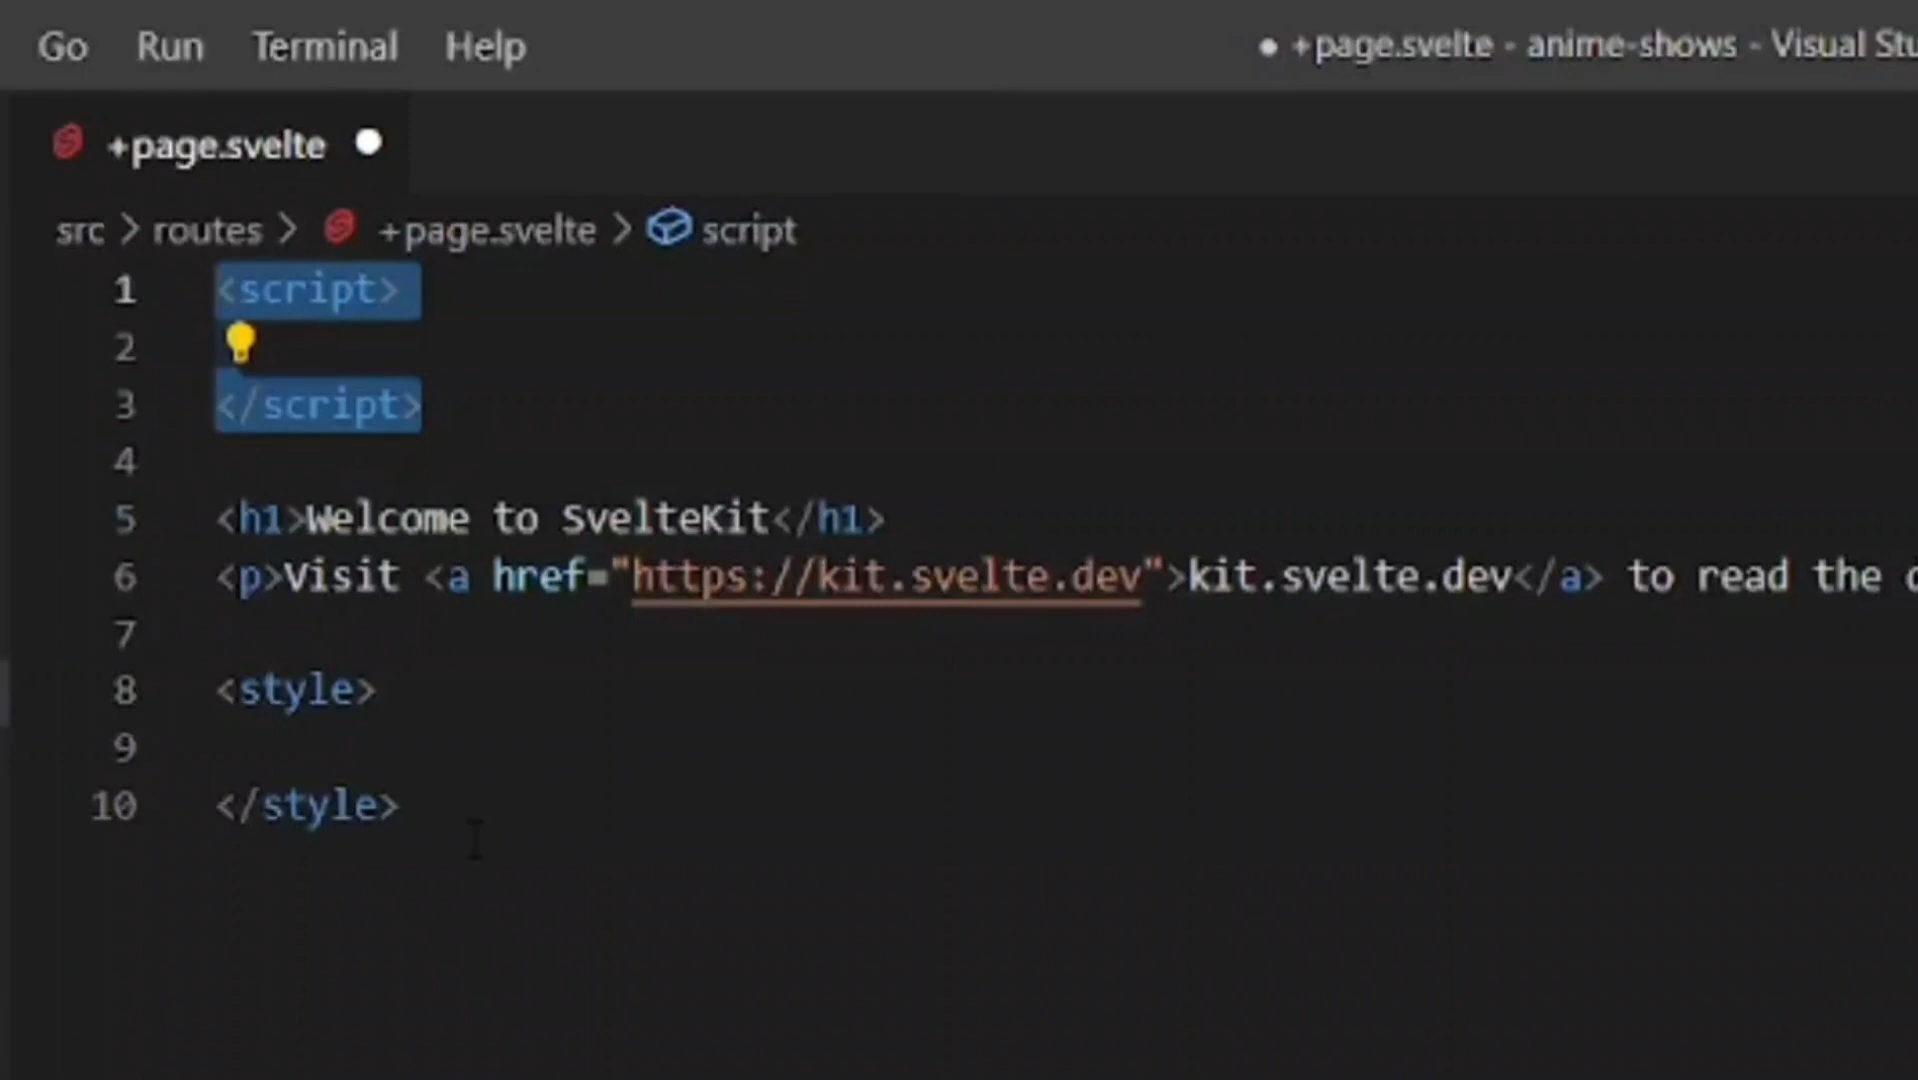 Go Run Terminal Help
● +page.svelte - anime-shows - Visual Stu
+page.svelte ●
src > routes > +page.svelte > script
1 <script>
2
3 </script>
4
5 <h1>Welcome to SvelteKit</h1>
6 <p>Visit <a href="https://kit.svelte.dev">kit.svelte.dev</a> to read the
7
8 <style>
9
10 </style>